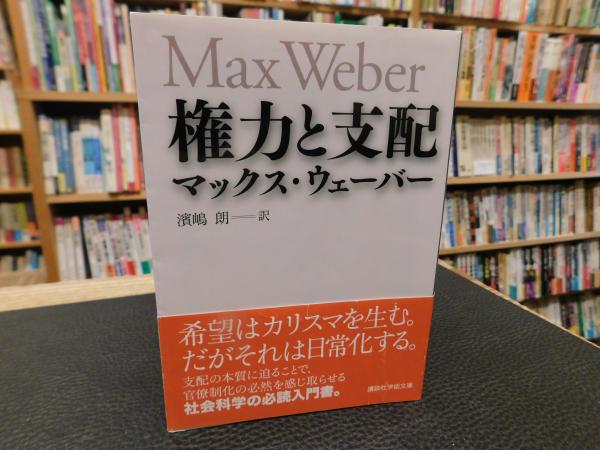 Max Weber
権力と支配
マックス・ウェーバー
濱嶋 朗──訳
希望はカリスマを生む。
だがそれは日常化する。
支配の本質に迫ることで、
官僚制化の必然を感じ取らせる
社会科学の必読入門書。
講談社学術文庫